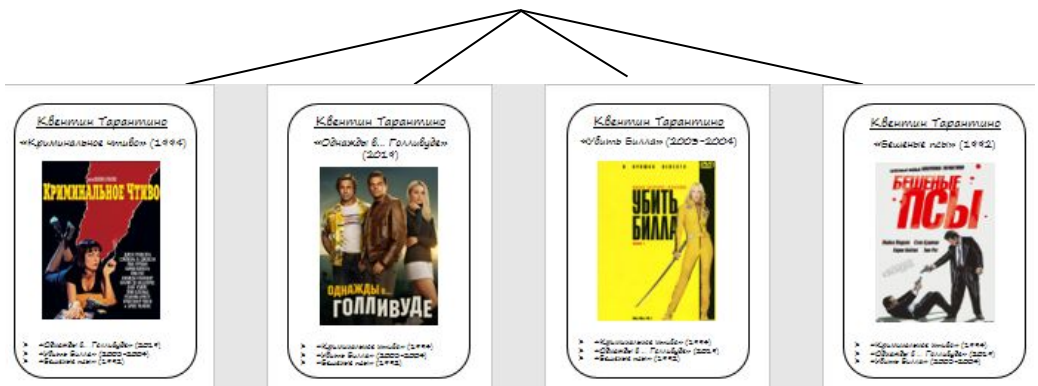 Квентин Тарантино
«Криминальное чтиво» (1994)
КРИМИНАЛЬНОЕ ЧТИВО
«Однажды в... Голливуде» (2019)
«Убить Билла» (2003-2004)
«Бешеные псы» (1992)
Квентин Тарантино
«Однажды в... Голливуде»
(2019)
ОДНАЖДЫ В...
ГОЛЛИВУДЕ
«Криминальное чтиво» (1994)
«Убить Билла» (2003-2004)
«Бешеные псы» (1992)
Квентин Тарантино
«Убить Билла» (2003-2004)
УБИТЬ
БИЛЛА
«Криминальное чтиво» (1994)
«Однажды в... Голливуде» (2019)
«Бешеные псы» (1992)
Квентин Тарантино
«Бешеные псы» (1992)
БЕШЕНЫЕ
ПСЫ
«Криминальное чтиво» (1994)
«Однажды в... Голливуде» (2019)
«Убить Билла» (2003-2004)